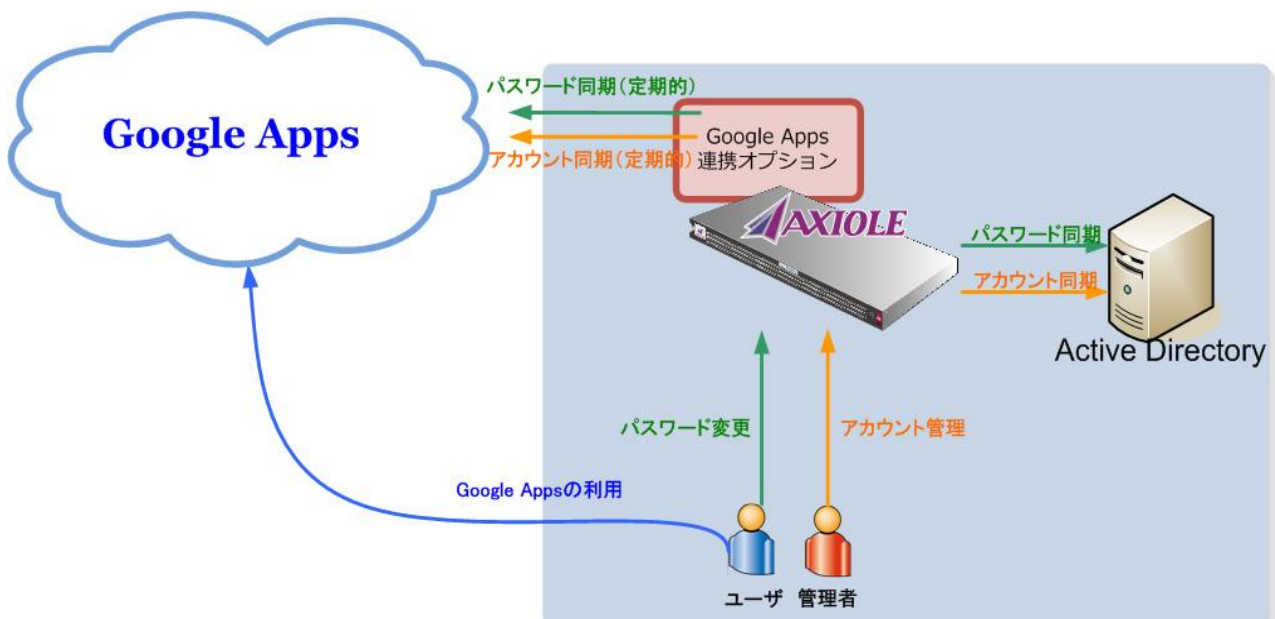 パスワード同期(定期的)
Google Apps
アカウント同期(定期的)
Google Apps
連携オプション
AXIOLE
パスワード同期
アカウント同期
Active Directory
パスワード変更
アカウント管理
Google Appsの利用
ユーザ
管理者